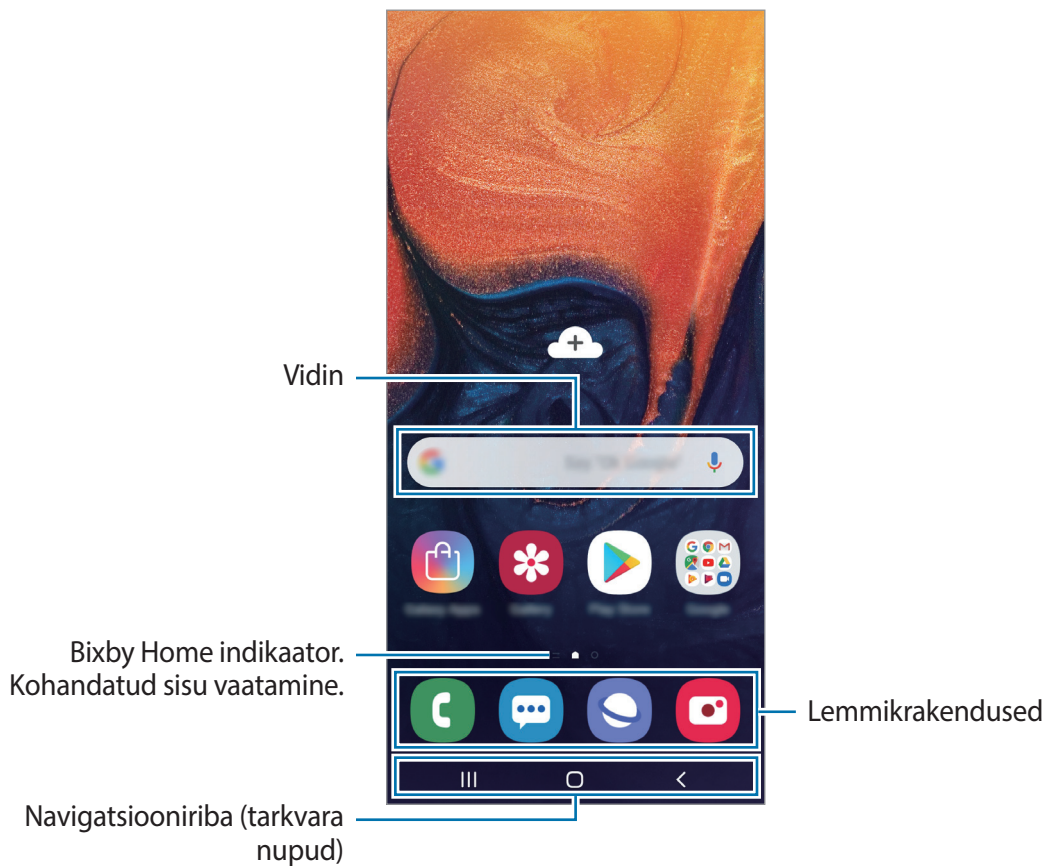 Vidin
Bixby Home indikaator.
Kohandatud sisu vaatamine.
Lemmikrakendused
Navigatsiooniriba (tarkvara
nupud)